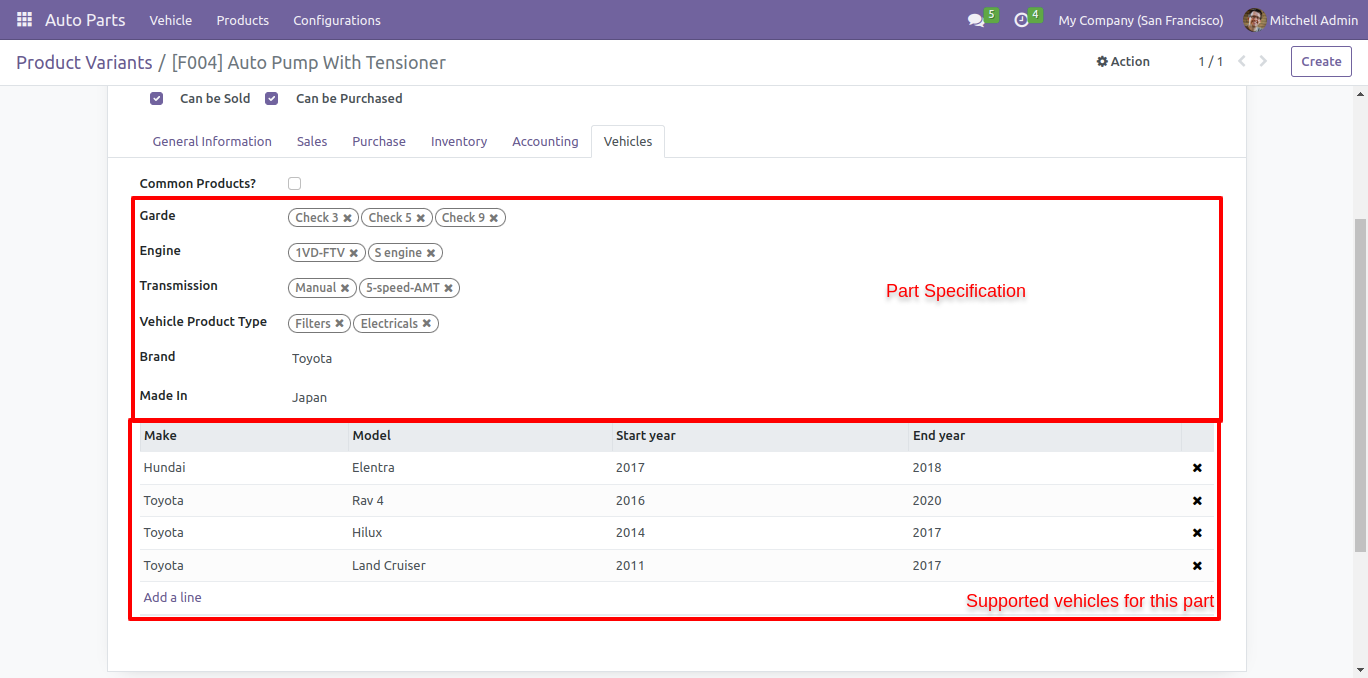 Auto Parts Vehicle Products Configurations 5 4 My Company (San Francisco) Mitchell Admin
Product Variants / [F004] Auto Pump With Tensioner Action 1 / 1 Create
Can be Sold Can be Purchased
General Information Sales Purchase Inventory Accounting Vehicles
Common Products?
Garde Check 3 Check 5 Check 9
Engine 1VD-FTV S engine
Transmission Manual 5-speed-AMT
Part Specification
Vehicle Product Type Filters Electricals
Brand Toyota
Made In Japan
Make Model Start year End year
Hundai Elentra 2017 2018
Toyota Rav 4 2016 2020
Toyota Hilux 2014 2017
Toyota Land Cruiser 2011 2017
Add a line
Supported vehicles for this part